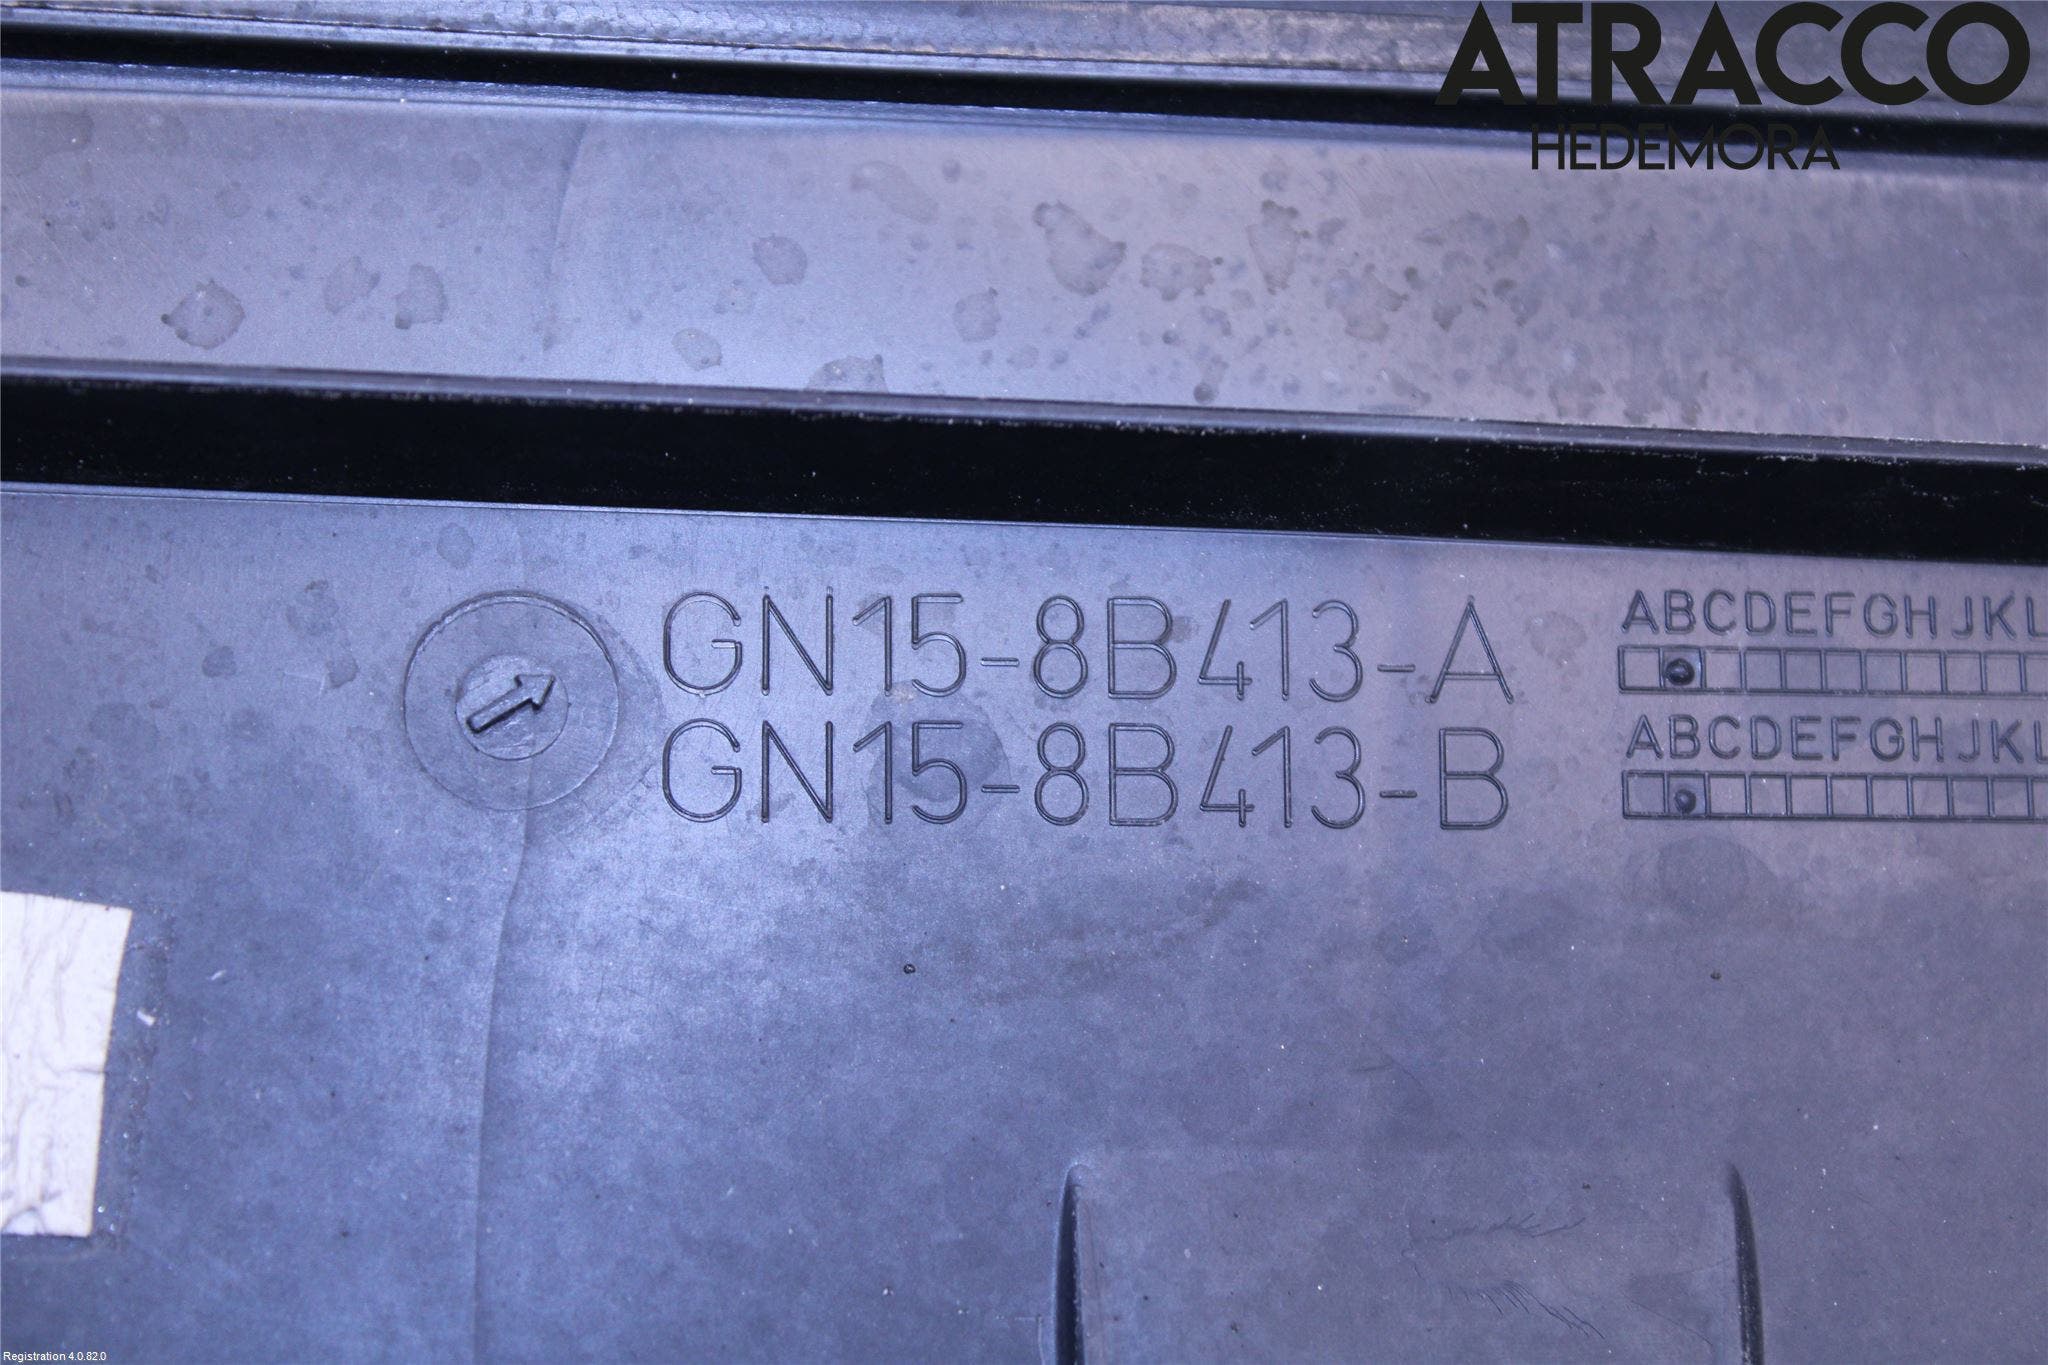 ATRACCO
HEDEMORA
GN15-8B413-A
ABCDEFGHJKL
GN15-8B413-B
ABCDEFGHJKL
Registration 4.0.82.0